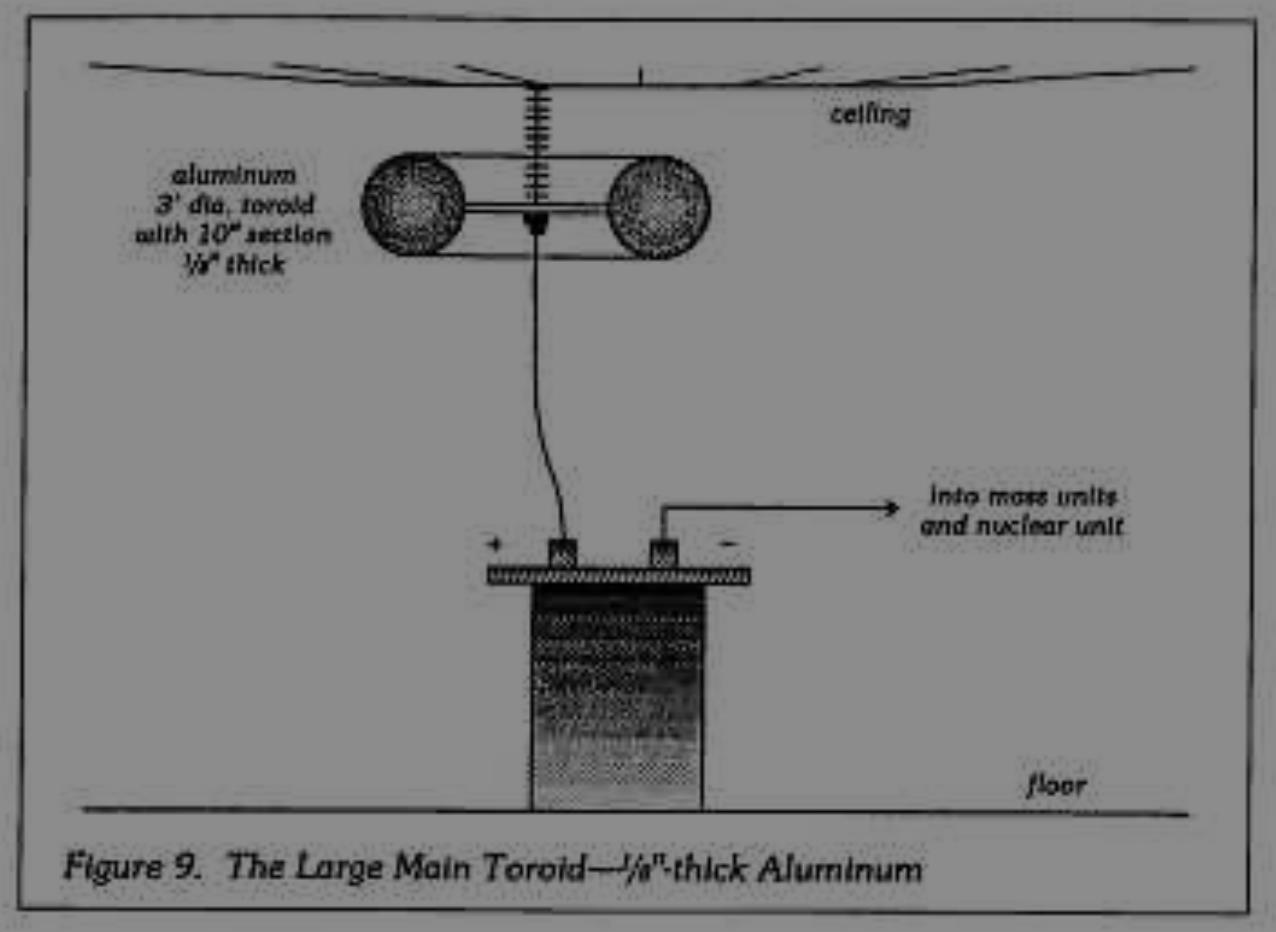 ceiling
aluminum
3' dia. toroid
with 10" section
1/8" thick
into mass units
and nuclear unit
+
−
floor
Figure 9. The Large Main Toroid—1/8"-thick Aluminum